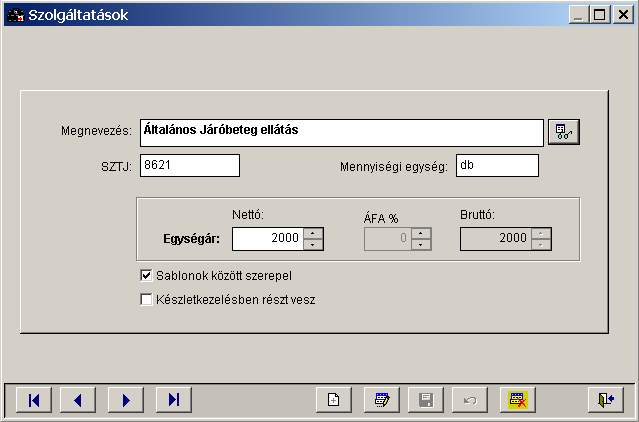 Szolgáltatások
Megnevezés: Általános Járóbeteg ellátás
SZTJ: 8621 Mennyiségi egység: db
Nettó: ÁFA % Bruttó:
Egységár: 2000 0 2000
Sablonok között szerepel
Készletkezelésben részt vesz